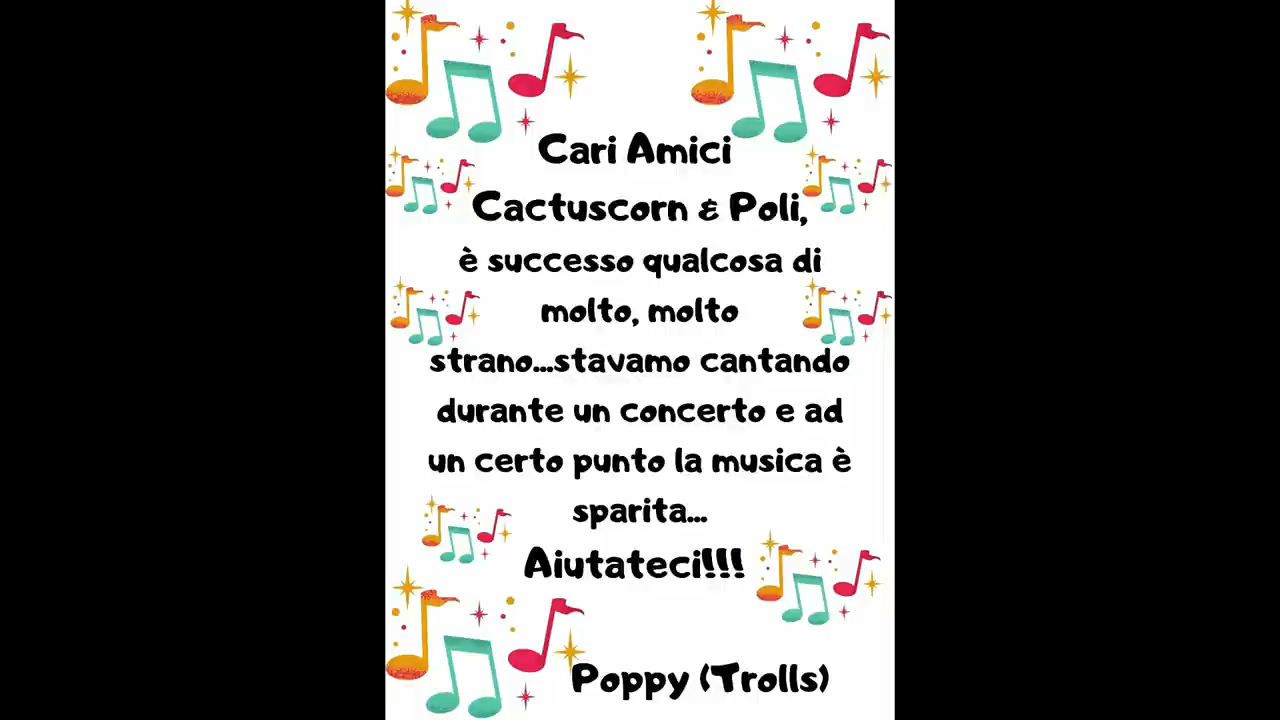 Cari Amici
Cactuscorn & Poli,
è successo qualcosa di
molto, molto
strano...stavamo cantando
durante un concerto e ad
un certo punto la musica è
sparita...
Aiutateci!!!
Poppy (Trolls)